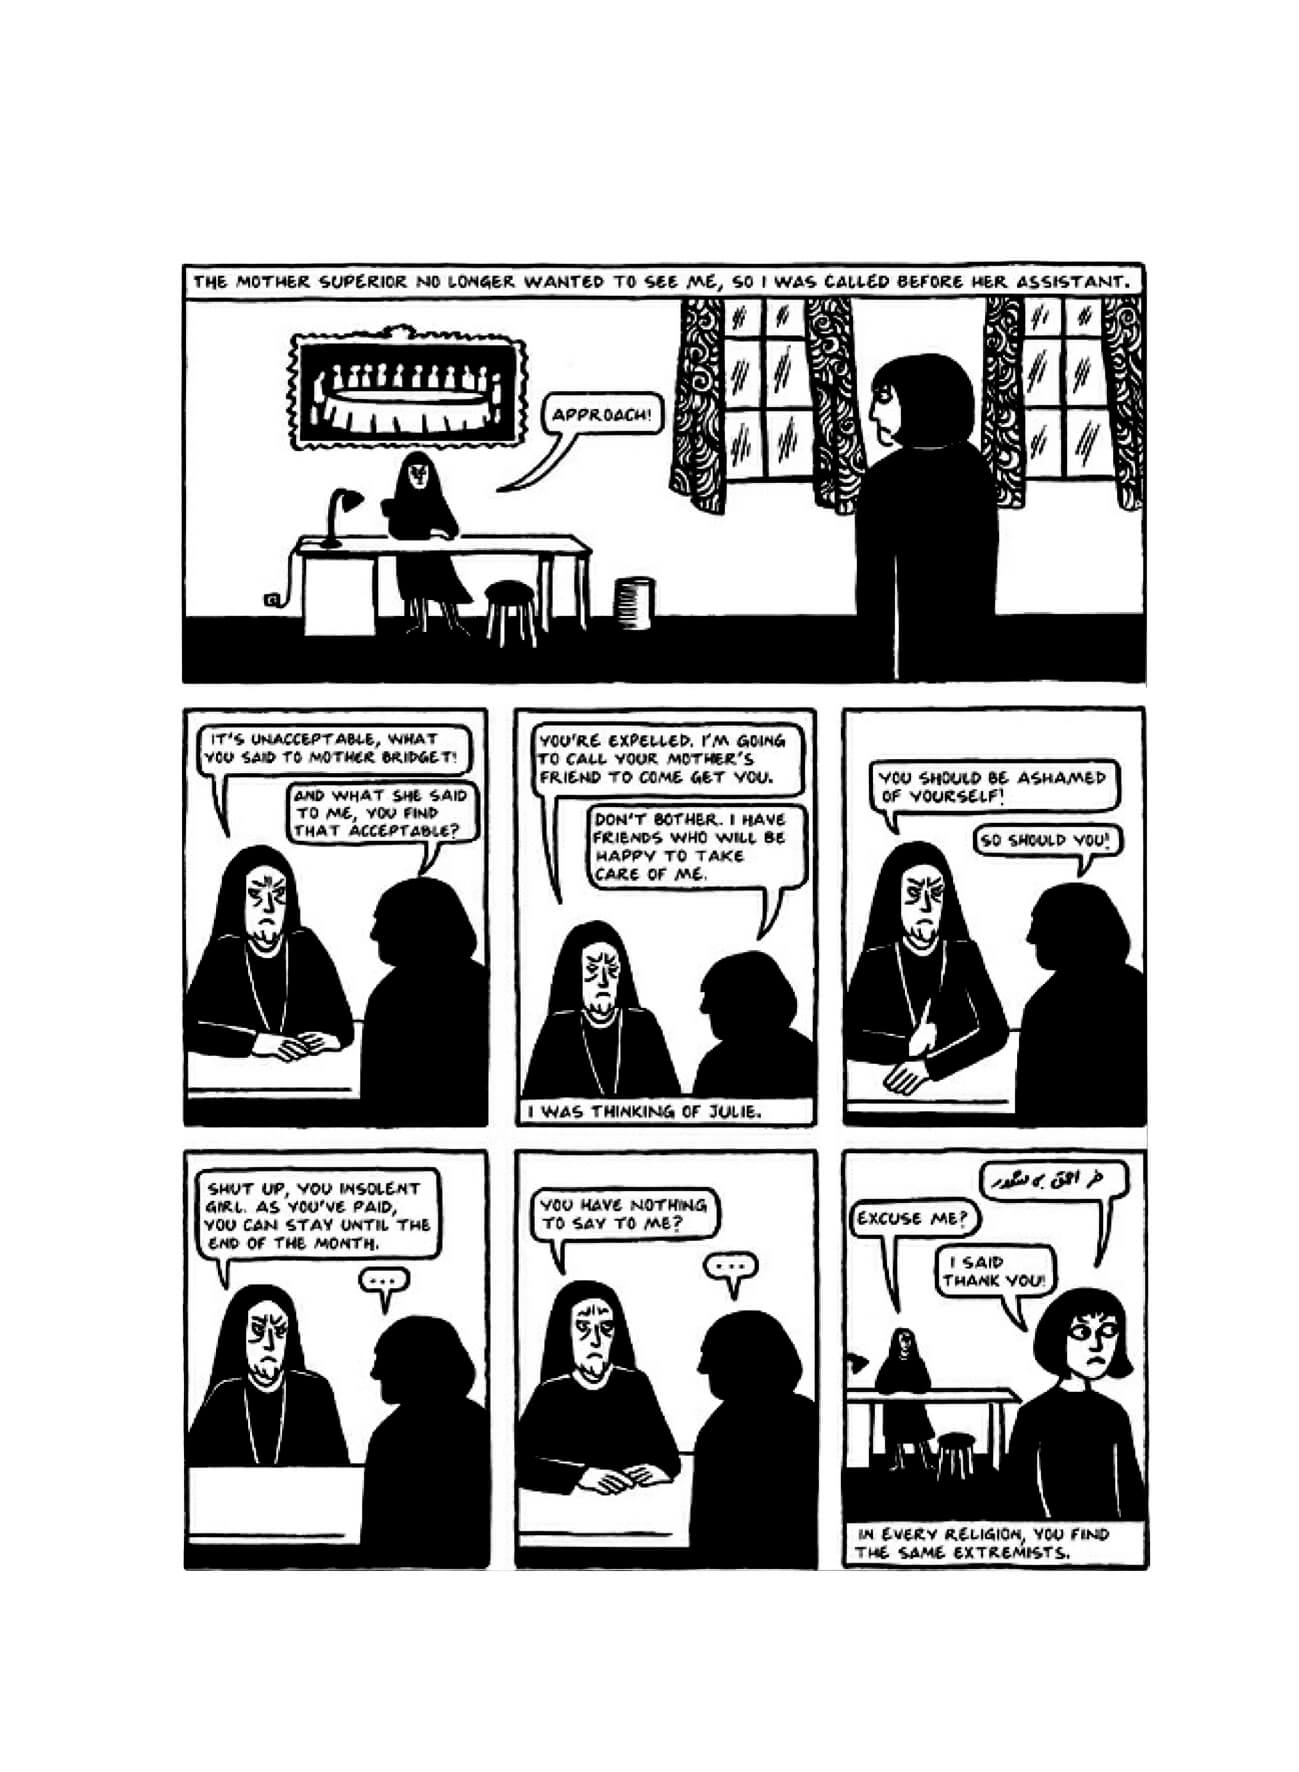 THE MOTHER SUPERIOR NO LONGER WANTED TO SEE ME, SO I WAS CALLED BEFORE HER ASSISTANT.
APPROACH!
IT'S UNACCEPTABLE, WHAT
YOU SAID TO MOTHER BRIDGET!
AND WHAT SHE SAID
TO ME, YOU FIND
THAT ACCEPTABLE?
YOU'RE EXPELLED. I'M GOING
TO CALL YOUR MOTHER'S
FRIEND TO COME GET YOU.
DON'T BOTHER. I HAVE
FRIENDS WHO WILL BE
HAPPY TO TAKE
CARE OF ME.
I WAS THINKING OF JULIE.
YOU SHOULD BE ASHAMED
OF YOURSELF!
SO SHOULD YOU!
SHUT UP, YOU INSOLENT
GIRL. AS YOU'VE PAID,
YOU CAN STAY UNTIL THE
END OF THE MONTH.
...
YOU HAVE NOTHING
TO SAY TO ME?
...
EXCUSE ME?
I SAID
THANK YOU!
IN EVERY RELIGION, YOU FIND
THE SAME EXTREMISTS.